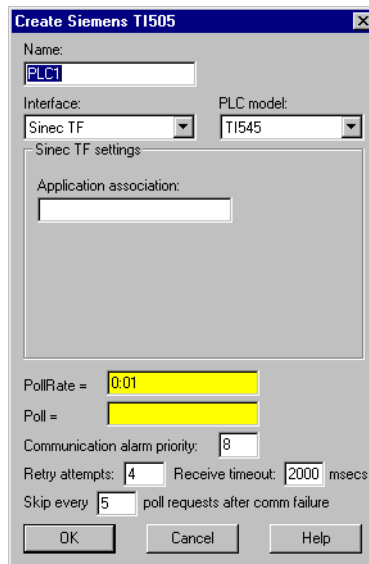 Create Siemens TI505
Name:
PLC1
Interface: PLC model:
Sinec TF TI545
Sinec TF settings
Application association:
PollRate = 0:01
Poll =
Communication alarm priority: 8
Retry attempts: 4 Receive timeout: 2000 msecs
Skip every 5 poll requests after comm failure
OK Cancel Help